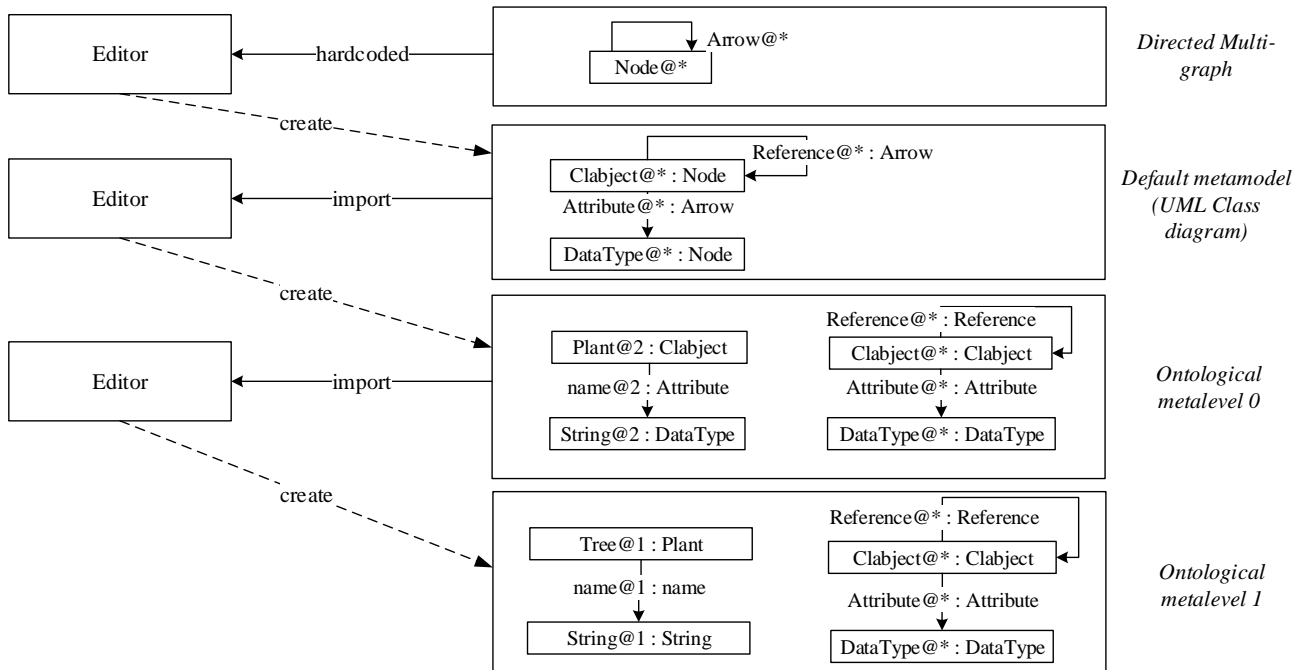 Editor
hardcoded
Arrow@*
Node@*
Directed Multi-
graph
create
Editor
import
Reference@* : Arrow
Clabject@* : Node
Attribute@* : Arrow
DataType@* : Node
Default metamodel
(UML Class
diagram)
create
Editor
import
Plant@2 : Clabject
name@2 : Attribute
String@2 : DataType
Reference@* : Reference
Clabject@* : Clabject
Attribute@* : Attribute
DataType@* : DataType
Ontological
metalevel 0
create
Tree@1 : Plant
name@1 : name
String@1 : String
Reference@* : Reference
Clabject@* : Clabject
Attribute@* : Attribute
DataType@* : DataType
Ontological
metalevel 1